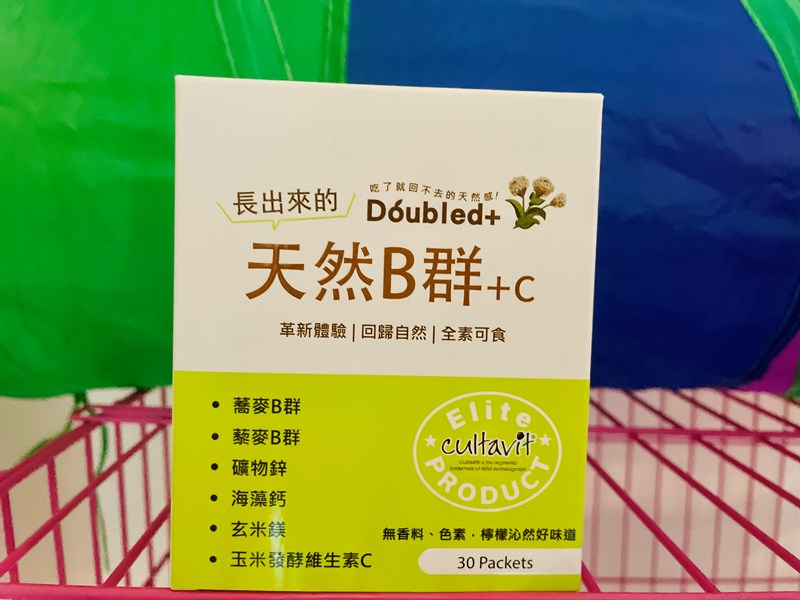 長出來的
吃了就回不去的天然感!
Doubled+
天然B群+C
革新體驗 | 回歸自然 | 全素可食
• 蕎麥B群
• 藜麥B群
• 礦物鋅
• 海藻鈣
• 玄米鎂
• 玉米發酵維生素C
Elite
cultavit®
PRODUCT
無香料、色素，檸檬沁然好味道
30 Packets